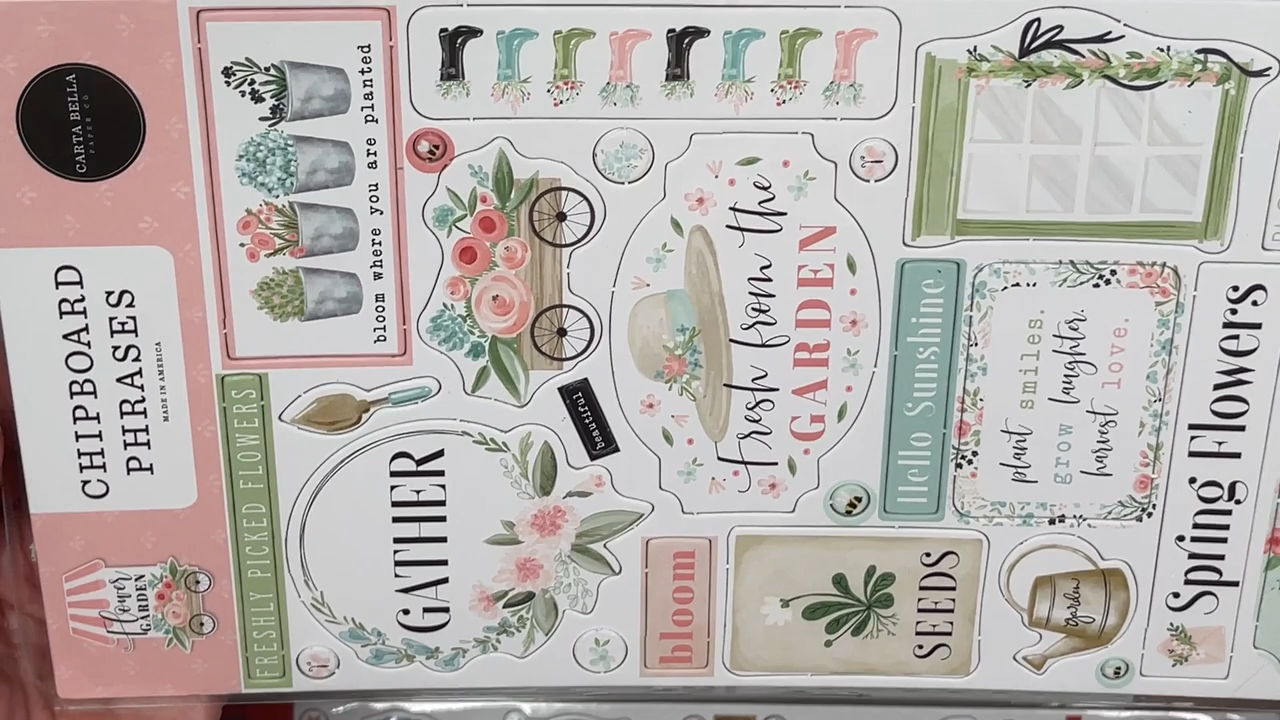 CARTA BELLA
PAPER CO
CHIPBOARD
PHRASES
MADE IN AMERICA
Flower
GARDEN
bloom where you are planted
FRESHLY PICKED FLOWERS
GATHER
beautiful
Fresh from the
GARDEN
Hello Sunshine
plant smiles.
grow laughter.
harvest love.
bloom
SEEDS
garden
Spring Flowers